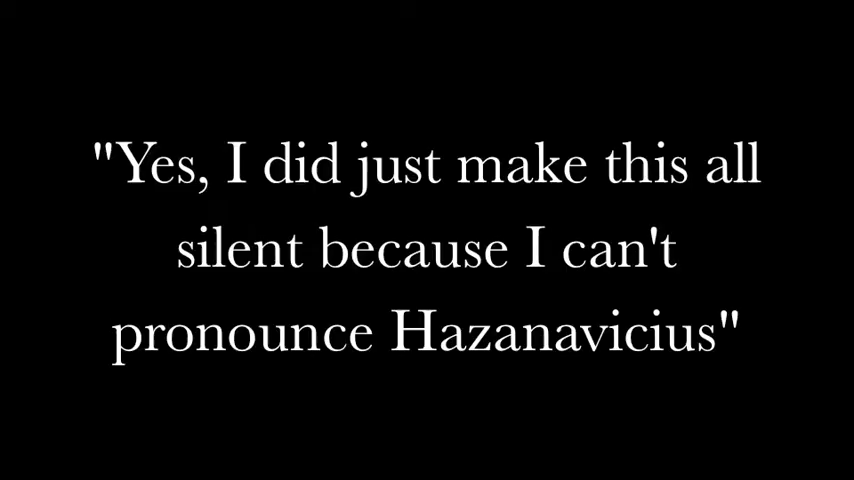 "Yes, I did just make this all
silent because I can't
pronounce Hazanavicius"